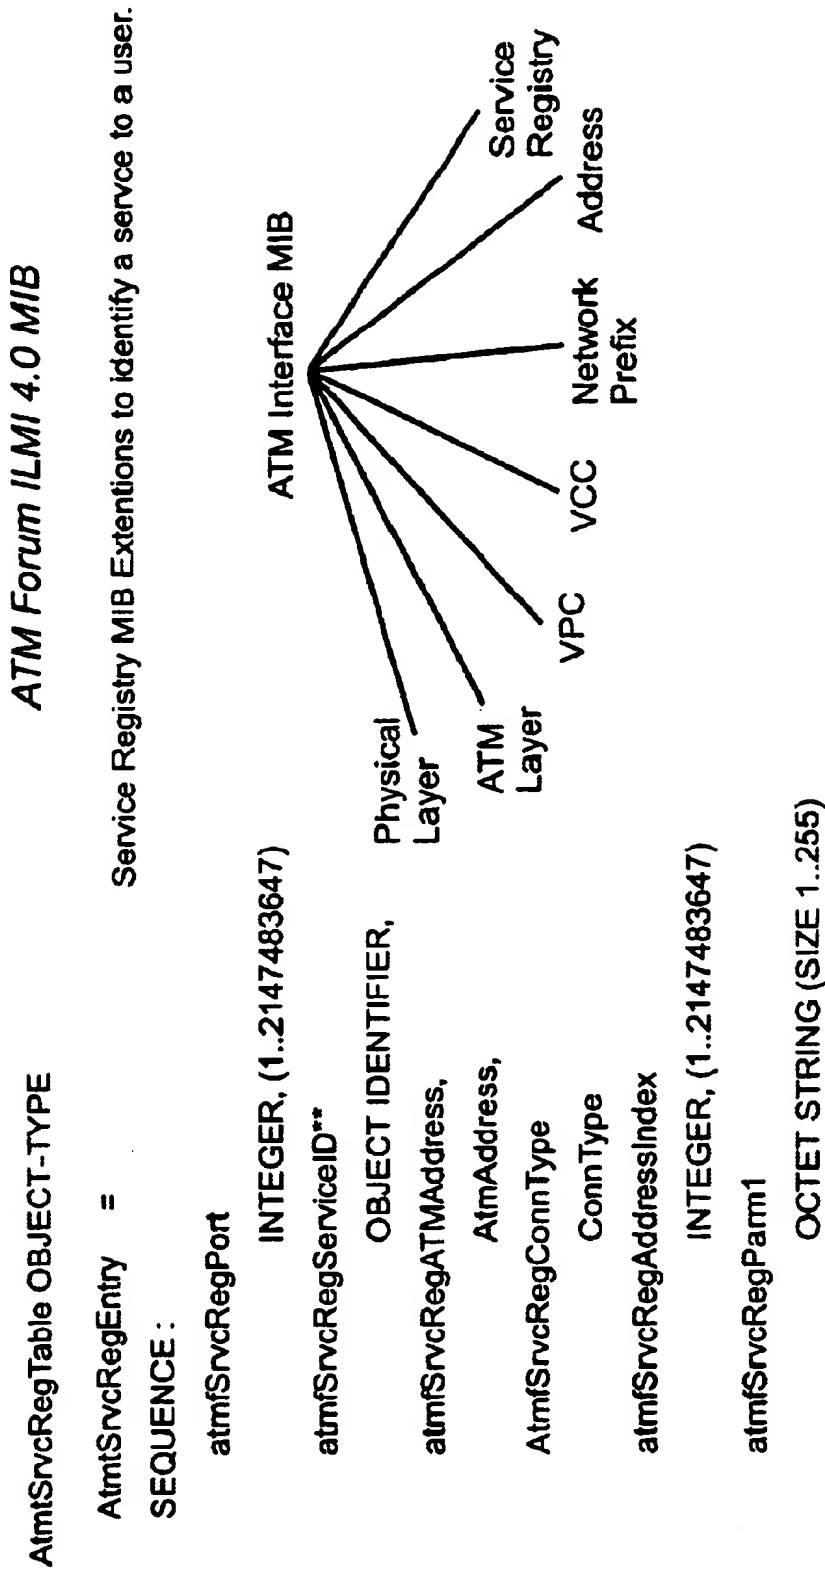 ATM Forum ILMI 4.0 MIB
Service Registry MIB Extentions to identify a servce to a user.
AtmtSrvcRegTable OBJECT-TYPE
AtmtSrvcRegEntry =
SEQUENCE :
atmfSrvcRegPort
INTEGER, (1..2147483647)
atmfSrvcRegServiceID**
OBJECT IDENTIFIER,
atmfSrvcRegATMAddress,
AtmAddress,
AtmfSrvcRegConnType
ConnType
atmfSrvcRegAddressIndex
INTEGER, (1..2147483647)
atmfSrvcRegParm1
OCTET STRING (SIZE 1..255)
ATM Interface MIB
Physical
Layer
ATM
Layer
VPC
VCC
Network
Prefix
Address
Service
Registry